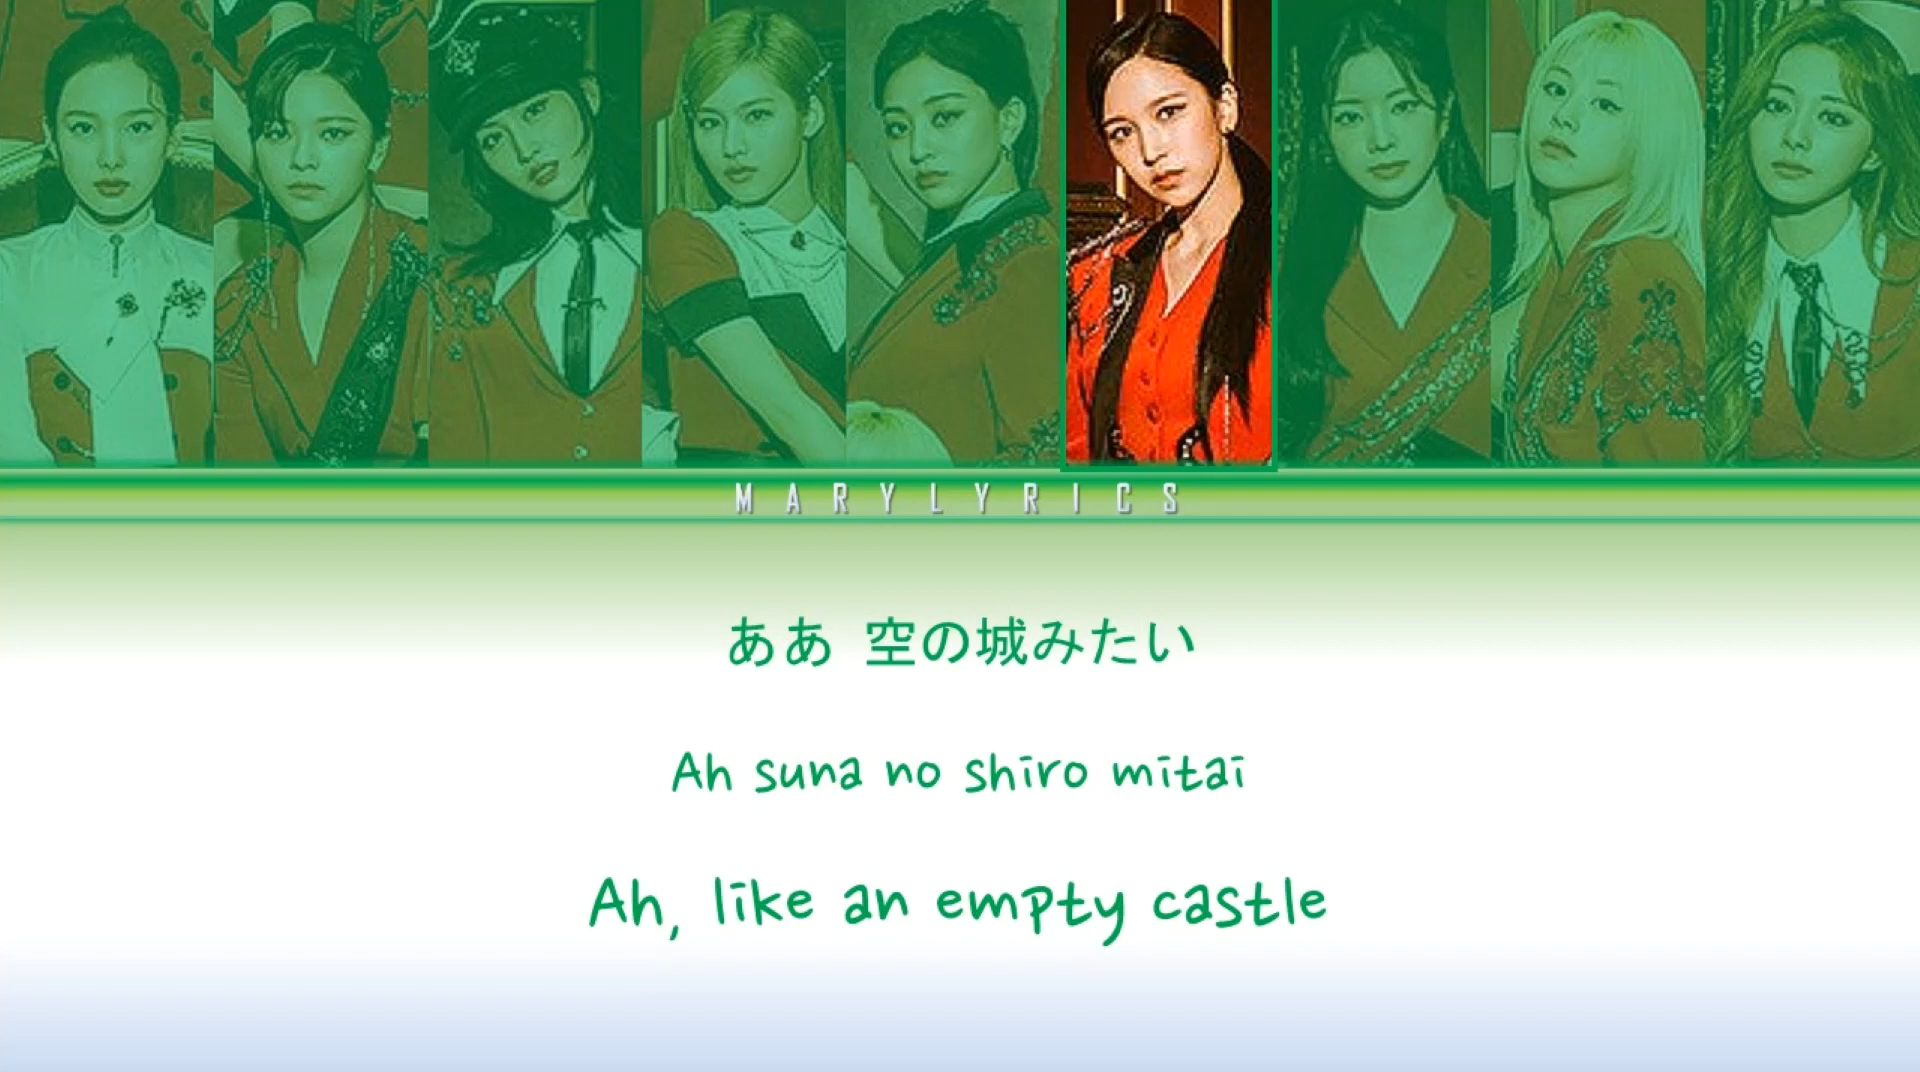 MARYLYRICS
ああ 空の城みたい
Ah suna no shiro mitai
Ah, like an empty castle